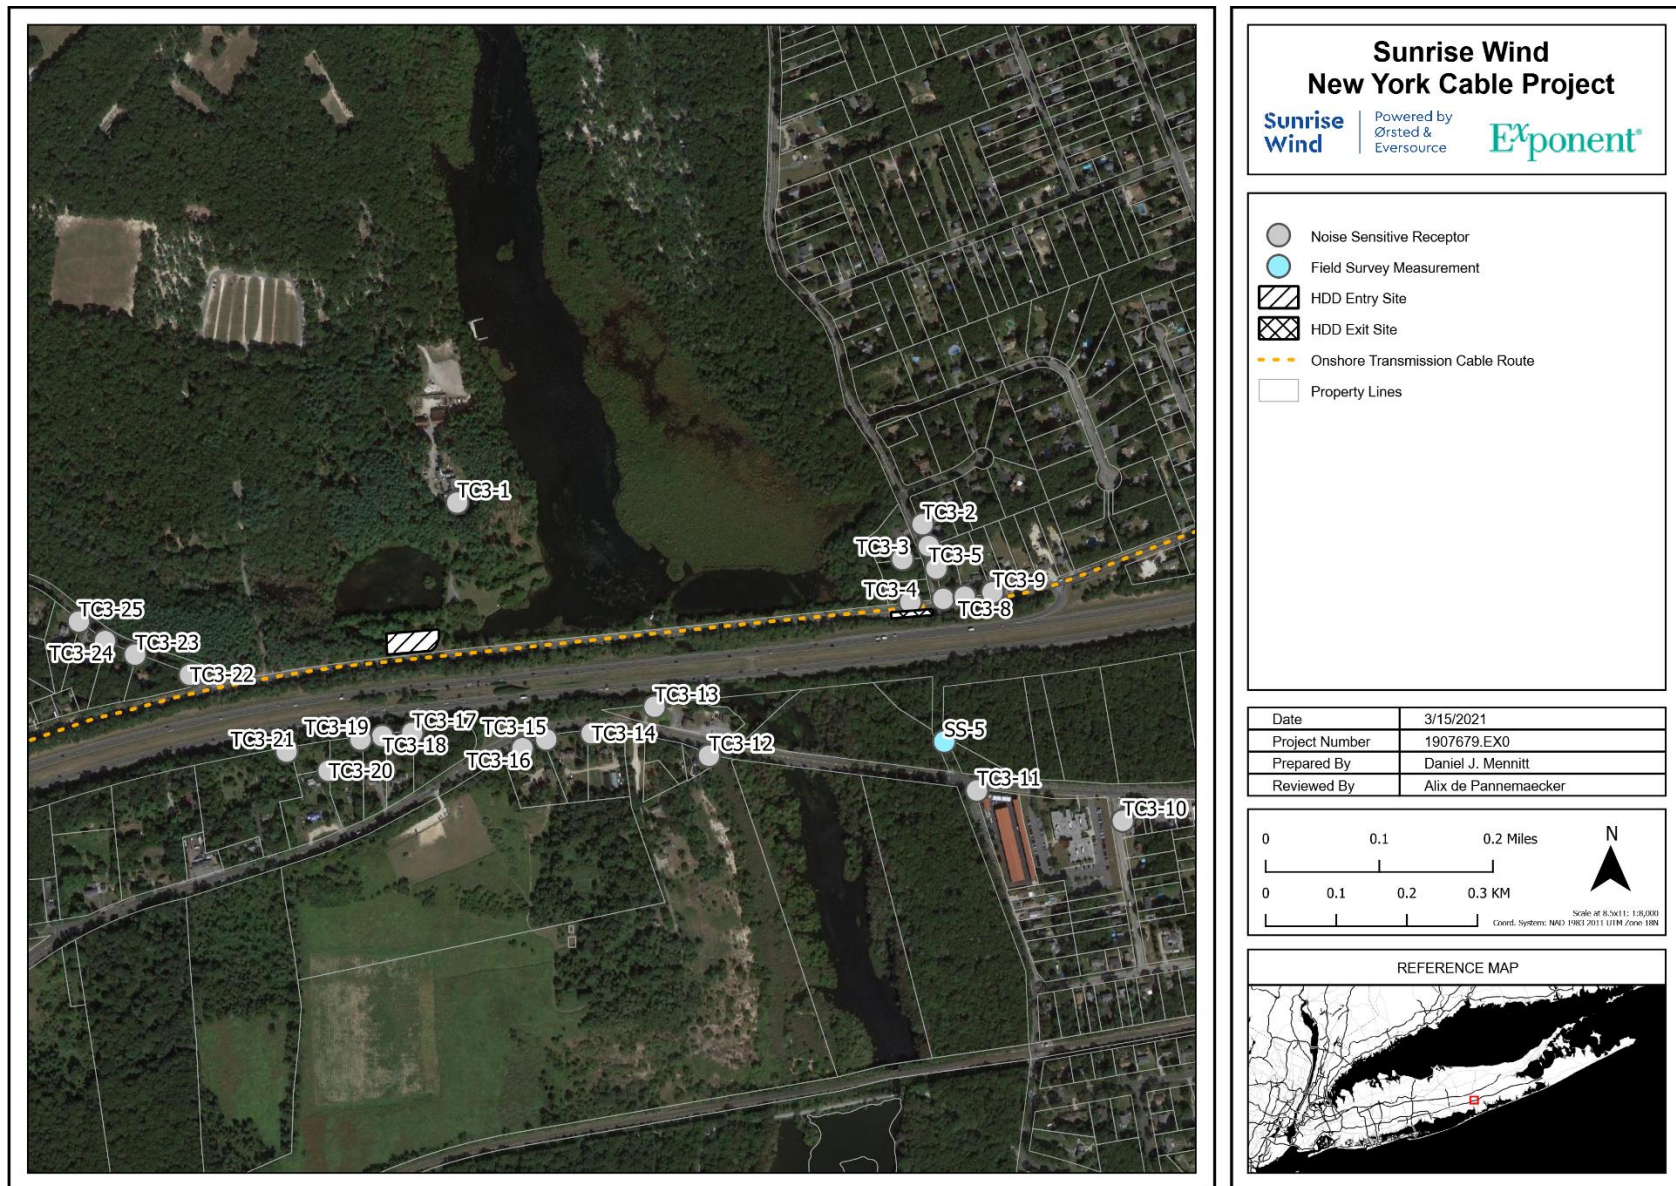 TC3-1
TC3-2
TC3-3
TC3-5
TC3-4
TC3-9
TC3-8
TC3-25
TC3-23
TC3-24
TC3-22
TC3-13
TC3-17
TC3-19
TC3-15
TC3-14
SS-5
TC3-21
TC3-18
TC3-16
TC3-12
TC3-20
TC3-11
TC3-10
Sunrise Wind
New York Cable Project
Sunrise
Wind
Powered by
Ørsted &
Eversource
Exponent®
Noise Sensitive Receptor
Field Survey Measurement
HDD Entry Site
HDD Exit Site
Onshore Transmission Cable Route
Property Lines
Date 3/15/2021
Project Number 1907679.EX0
Prepared By Daniel J. Mennitt
Reviewed By Alix de Pannemaecker
0 0.1 0.2 Miles
N
0 0.1 0.2 0.3 KM
Scale at 8.5x11: 1:8,000
Coord. System: NAD 1983 2011 UTM Zone 18N
REFERENCE MAP